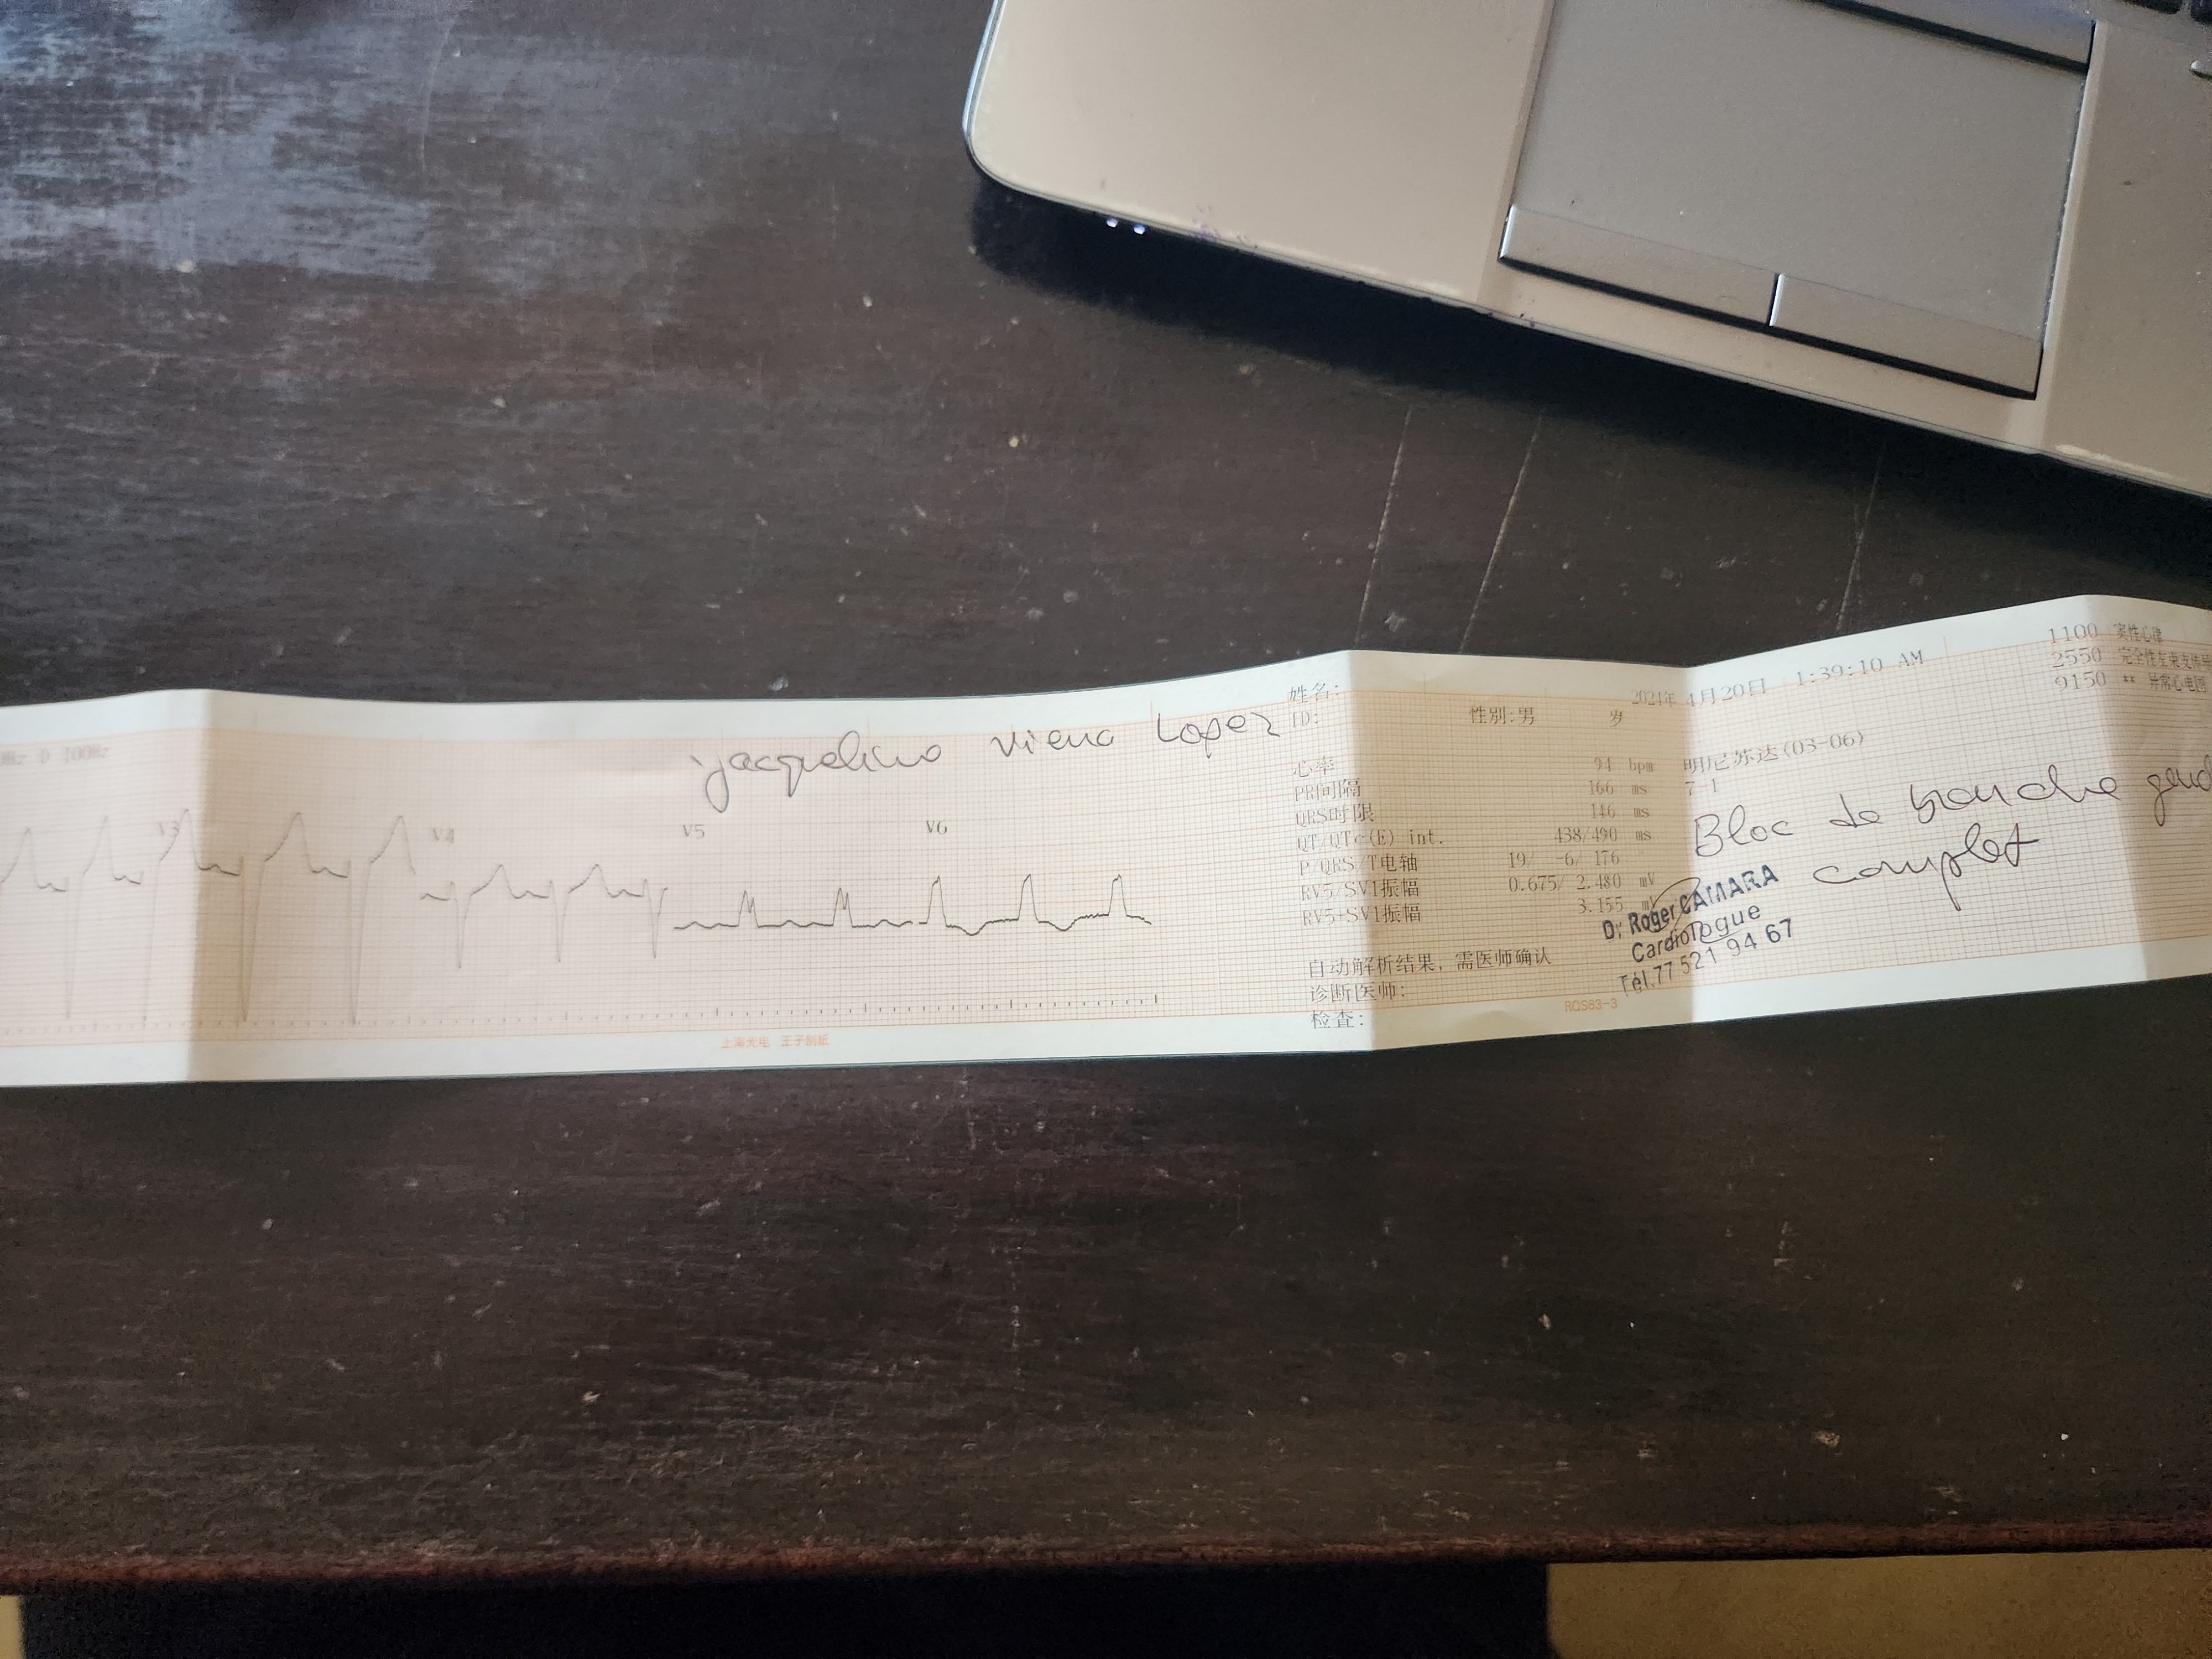 D 100Hz
jacquelino Viena Lopez
V3
V4
V5
V6
姓名:
ID:
性别:男 岁
2024年 4月20日 1:39:10 AM
1100 窦性心律
2550 完全性左束支传
9150 ** 异常心电图
心率 94 bpm
PR间隔 166 ms
QRS时限 146 ms
QT/QTc(E) int. 438/490 ms
P/QRS/T电轴 19/ -6/ 176
RV5/SV1振幅 0.675/ 2.480 mV
RV5+SV1振幅 3.155 mV
明尼苏达(03-06)
7-1
Bloc de branche
complet
Dr Roger CAMARA
Cardiologue
Tél.77 521 94 67
自动解析结果，需医师确认
诊断医师:
检查:
RQS63-3
上海光电 王子制纸